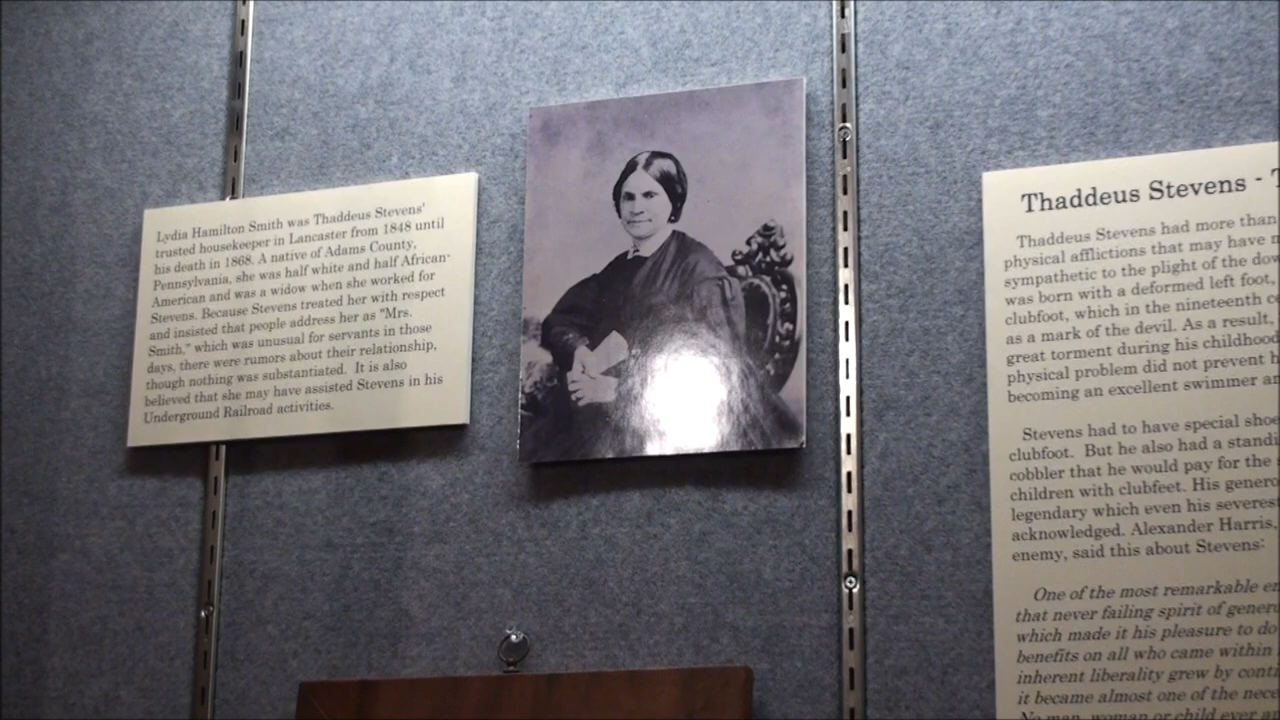 Lydia Hamilton Smith was Thaddeus Stevens'
trusted housekeeper in Lancaster from 1848 until
his death in 1868. A native of Adams County,
Pennsylvania, she was half white and half African-
American and was a widow when she worked for
Stevens. Because Stevens treated her with respect
and insisted that people address her as "Mrs.
Smith," which was unusual for servants in those
days, there were rumors about their relationship,
though nothing was substantiated. It is also
believed that she may have assisted Stevens in his
Underground Railroad activities.
Thaddeus Stevens -
Thaddeus Stevens had more than
physical afflictions that may have
sympathetic to the plight of the
was born with a deformed left foot,
clubfoot, which in the nineteenth
as a mark of the devil. As a result,
great torment during his childhood
physical problem did not prevent
becoming an excellent swimmer
Stevens had to have special
clubfoot. But he also had a
cobbler that he would pay for the
children with clubfeet. His
legendary which even his
acknowledged. Alexander Harris,
enemy, said this about Stevens:
One of the most remarkable
that never failing spirit of
which made it his pleasure to do
benefits on all who came within
inherent liberality grew by
it became almost one of the
No man, woman or child ever